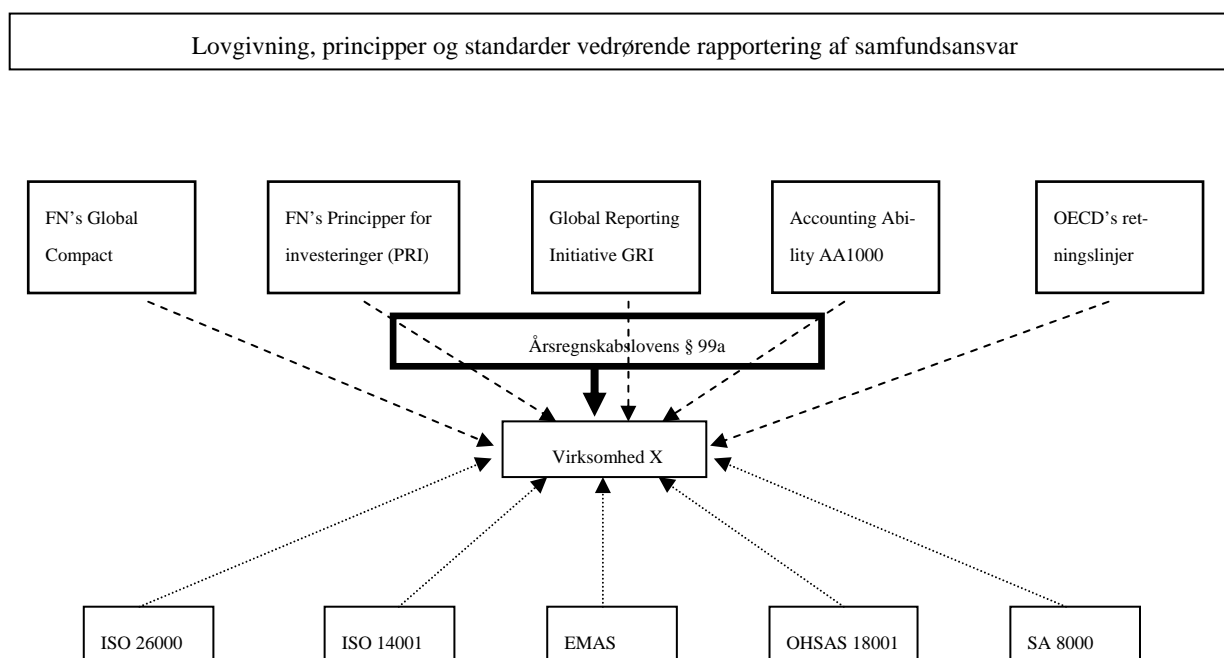 Lovgivning, principper og standarder vedrørende rapportering af samfundsansvar
FN's Global
Compact
FN's Principper for
investeringer (PRI)
Global Reporting
Initiative GRI
Accounting Abi-
lity AA1000
OECD's ret-
ningslinjer
Årsregnskabslovens § 99a
Virksomhed X
ISO 26000
ISO 14001
EMAS
OHSAS 18001
SA 8000